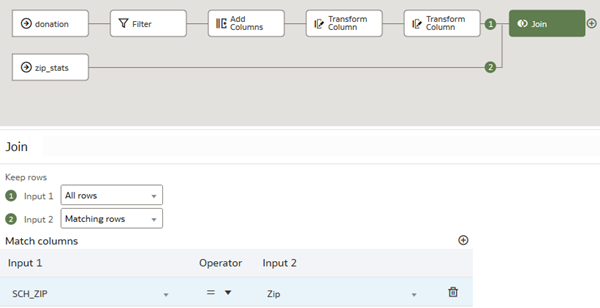 donation
Filter
Add
Columns
Transform
Column
Transform
Column
1
Join
zip_stats
2
Join
Keep rows
1 Input 1 All rows
2 Input 2 Matching rows
Match columns
Input 1 Operator Input 2
SCH_ZIP = Zip